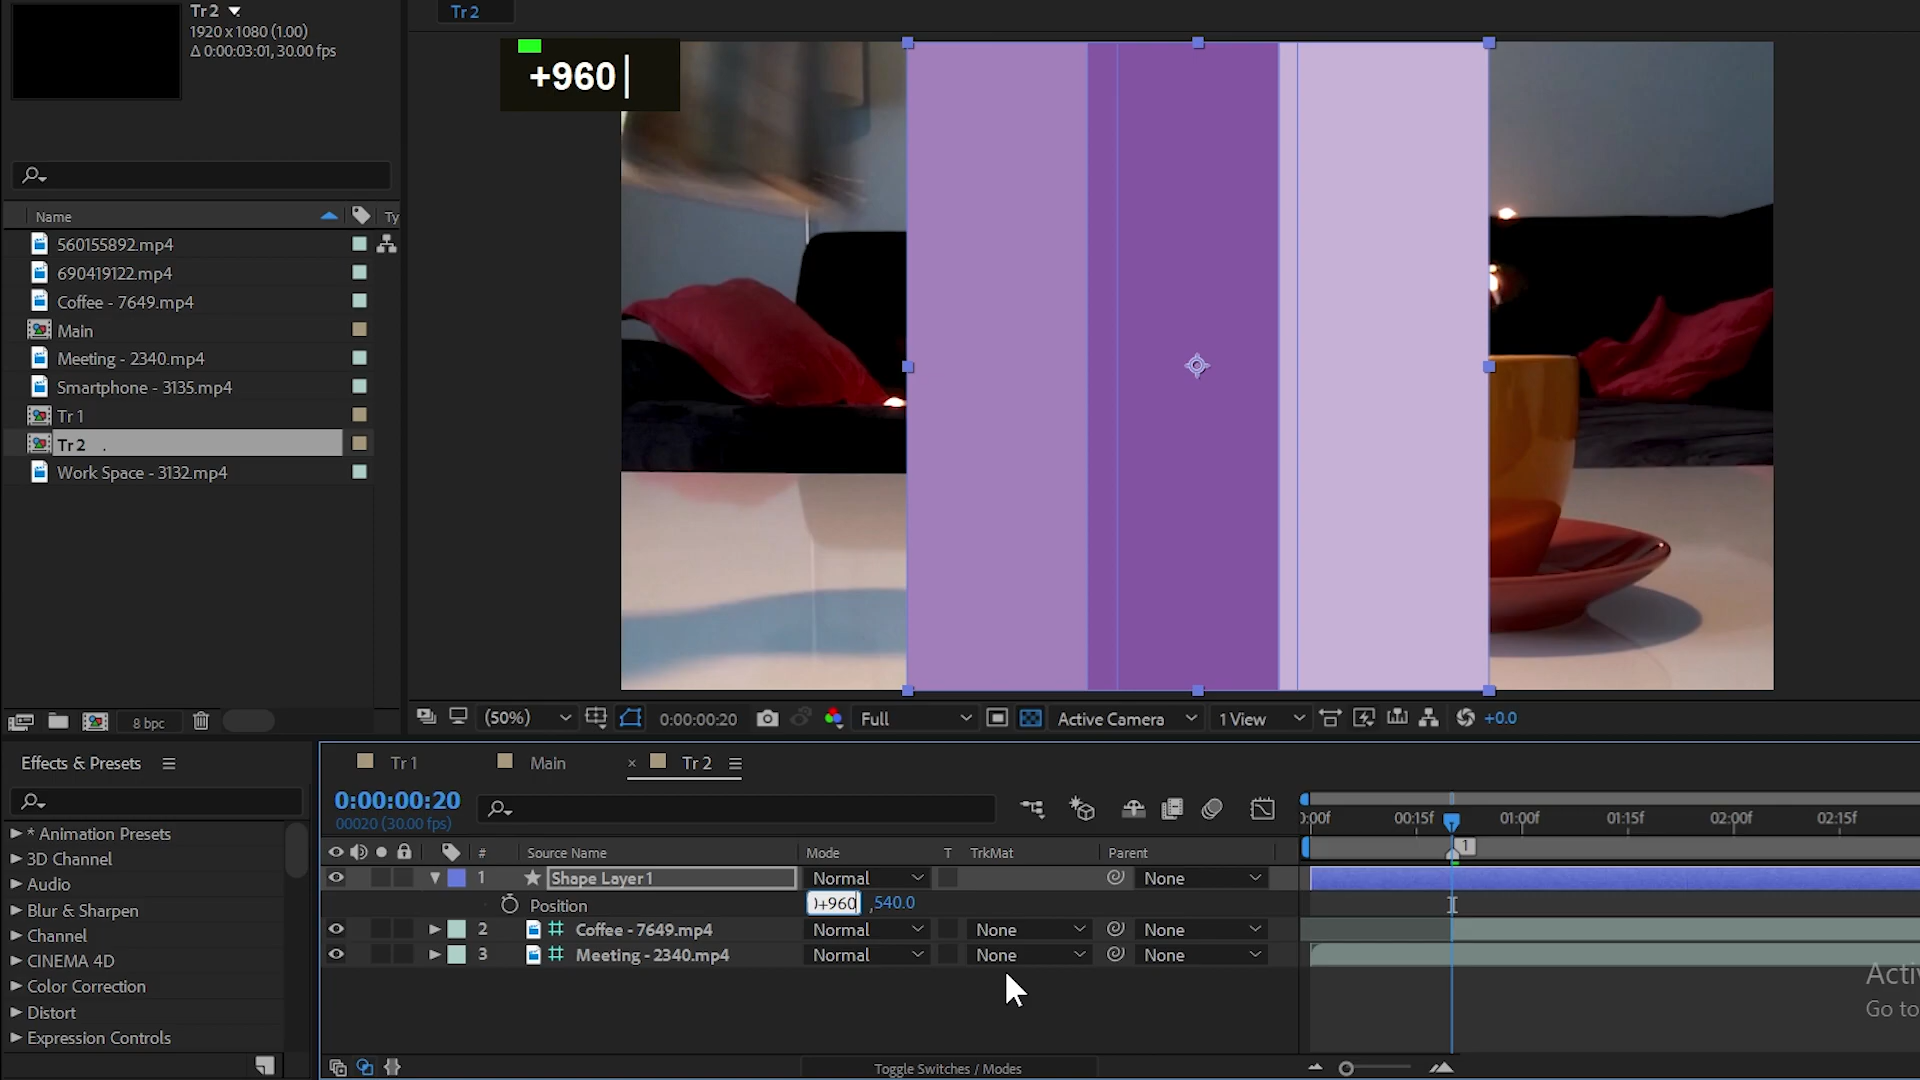 Tr 2
1920 x 1080 (1.00)
Δ 0:00:03:01, 30.00 fps
Tr 2
+960
Name
Ty
560155892.mp4
690419122.mp4
Coffee - 7649.mp4
Main
Meeting - 2340.mp4
Smartphone - 3135.mp4
Tr 1
Tr 2
Work Space - 3132.mp4
8 bpc
(50%)
0:00:00:20
Full
Active Camera
1 View
+0.0
Effects & Presets
* Animation Presets
3D Channel
Audio
Blur & Sharpen
Channel
CINEMA 4D
Color Correction
Distort
Expression Controls
Tr 1
Main
× Tr 2
0:00:00:20
00020 (30.00 fps)
:00f 00:15f 01:00f 01:15f 02:00f 02:15f
1
# Source Name Mode T TrkMat Parent
1 Shape Layer 1 Normal None
Position )+960 ,540.0
2 Coffee - 7649.mp4 Normal None None
3 Meeting - 2340.mp4 Normal None None
Acti
Go to
Toggle Switches / Modes